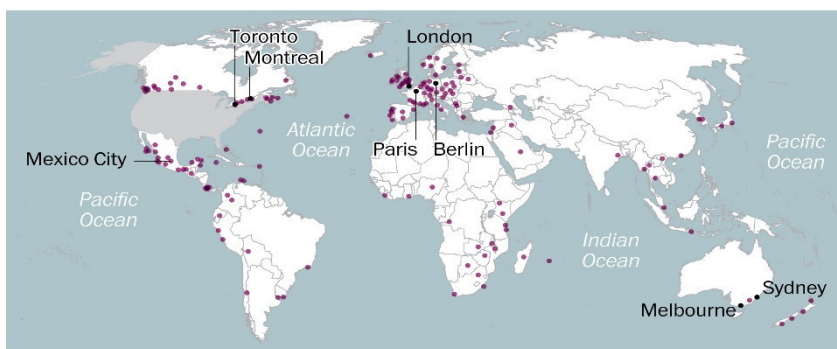 Toronto
Montreal
London
Atlantic
Ocean
Pacific
Ocean
Mexico City
Paris
Berlin
Pacific
Ocean
Indian
Ocean
Sydney
Melbourne